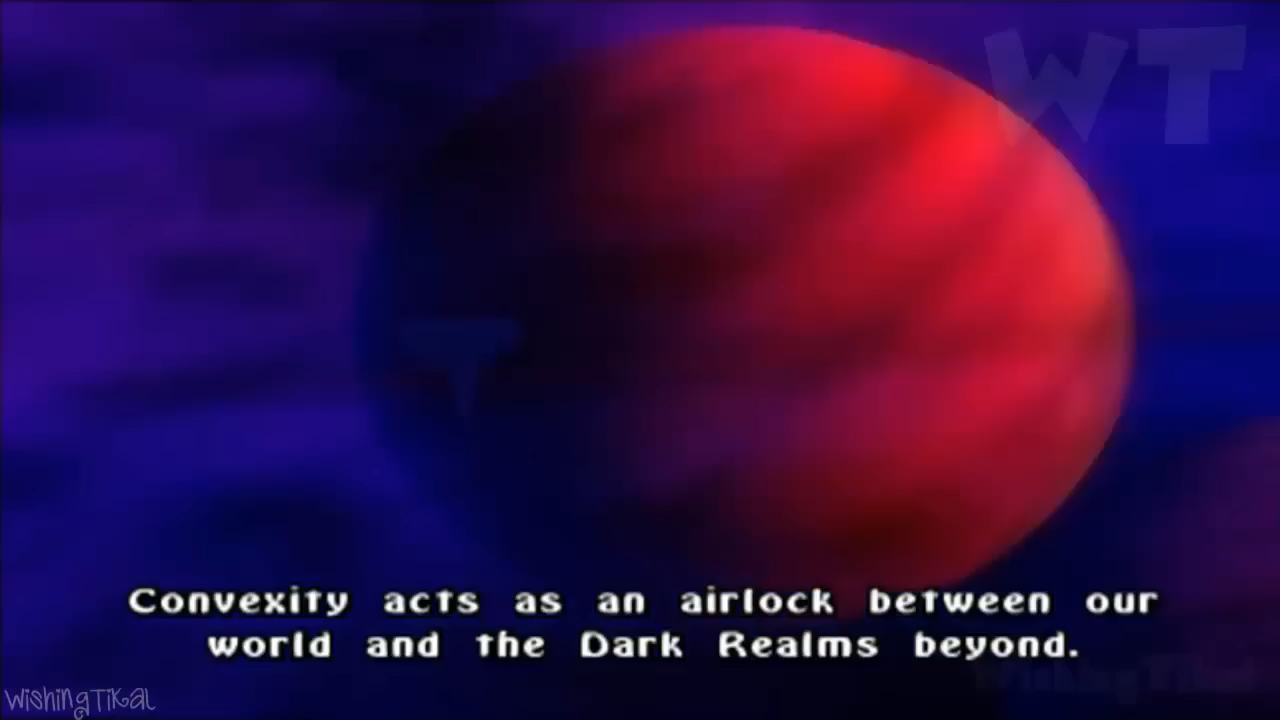 WT
Convexity acts as an airlock between our
world and the Dark Realms beyond.
WishingTikal